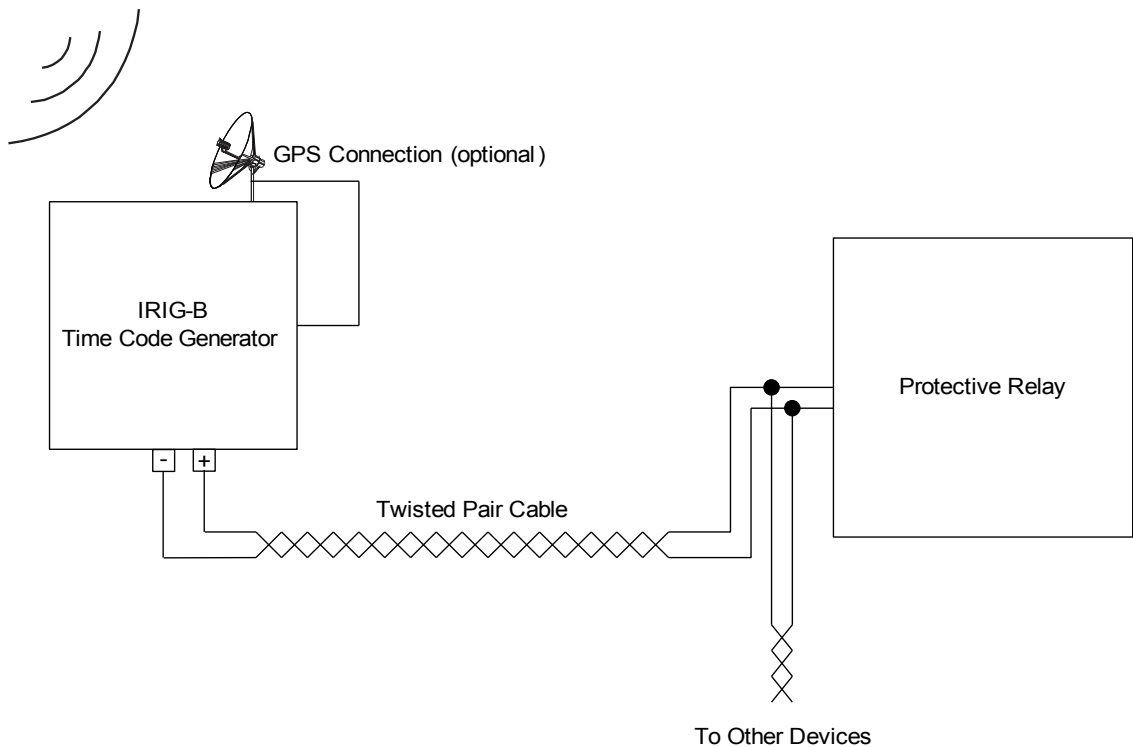 GPS Connection (optional)
IRIG-B
Time Code Generator
Protective Relay
- +
Twisted Pair Cable
To Other Devices